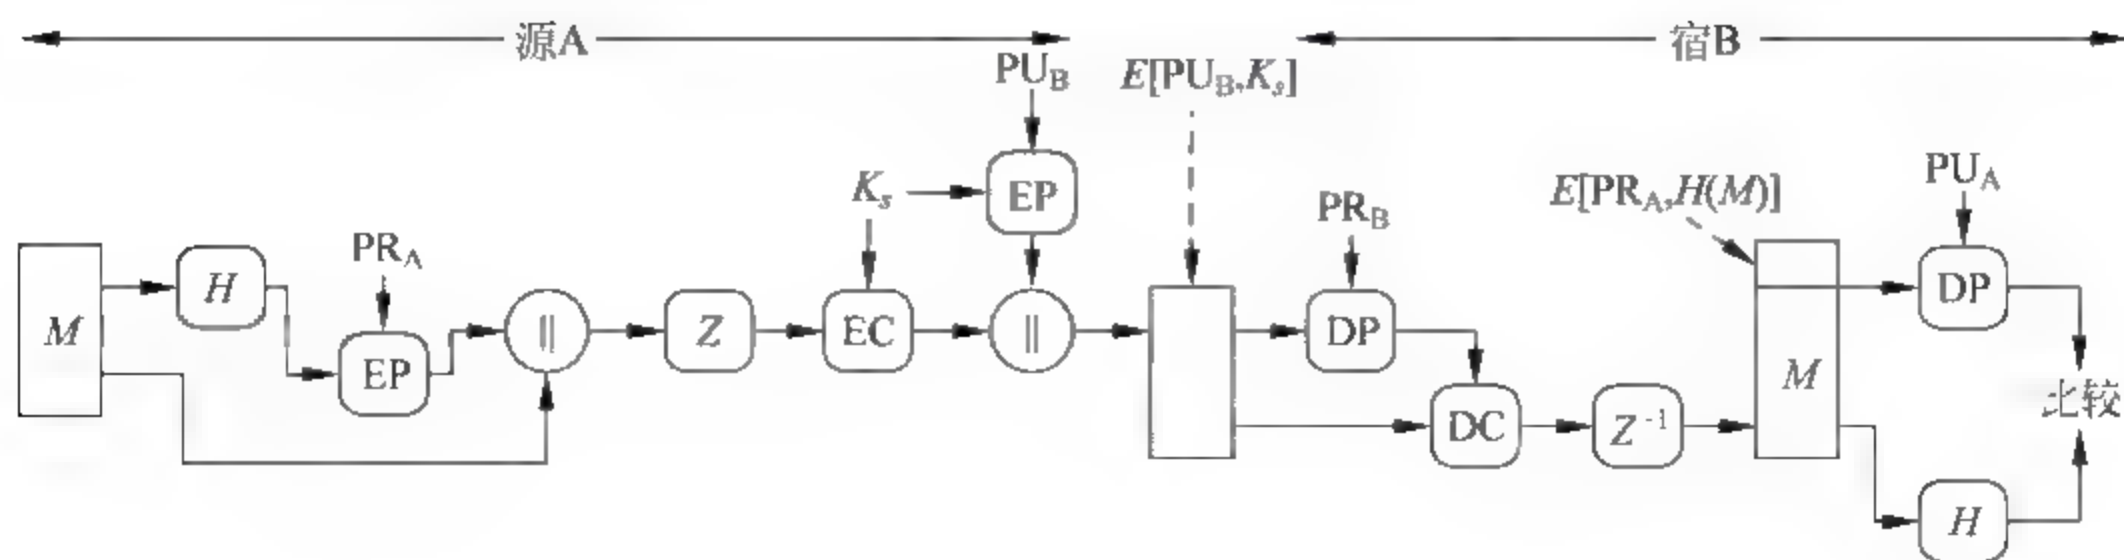 源A
宿B
PU_B
E[PU_B,K_s]
K_s
EP
PR_B
E[PR_A,H(M)]
PU_A
M
H
PR_A
EP
||
Z
EC
||
DP
DC
Z^-1
M
DP
比较
H